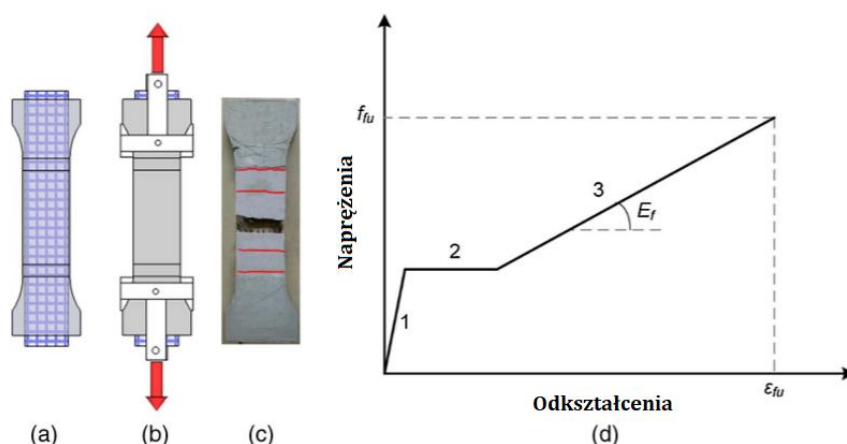 f_fu
Naprężenia
1
2
3
E_f
ε_fu
Odkształcenia
(a)
(b)
(c)
(d)